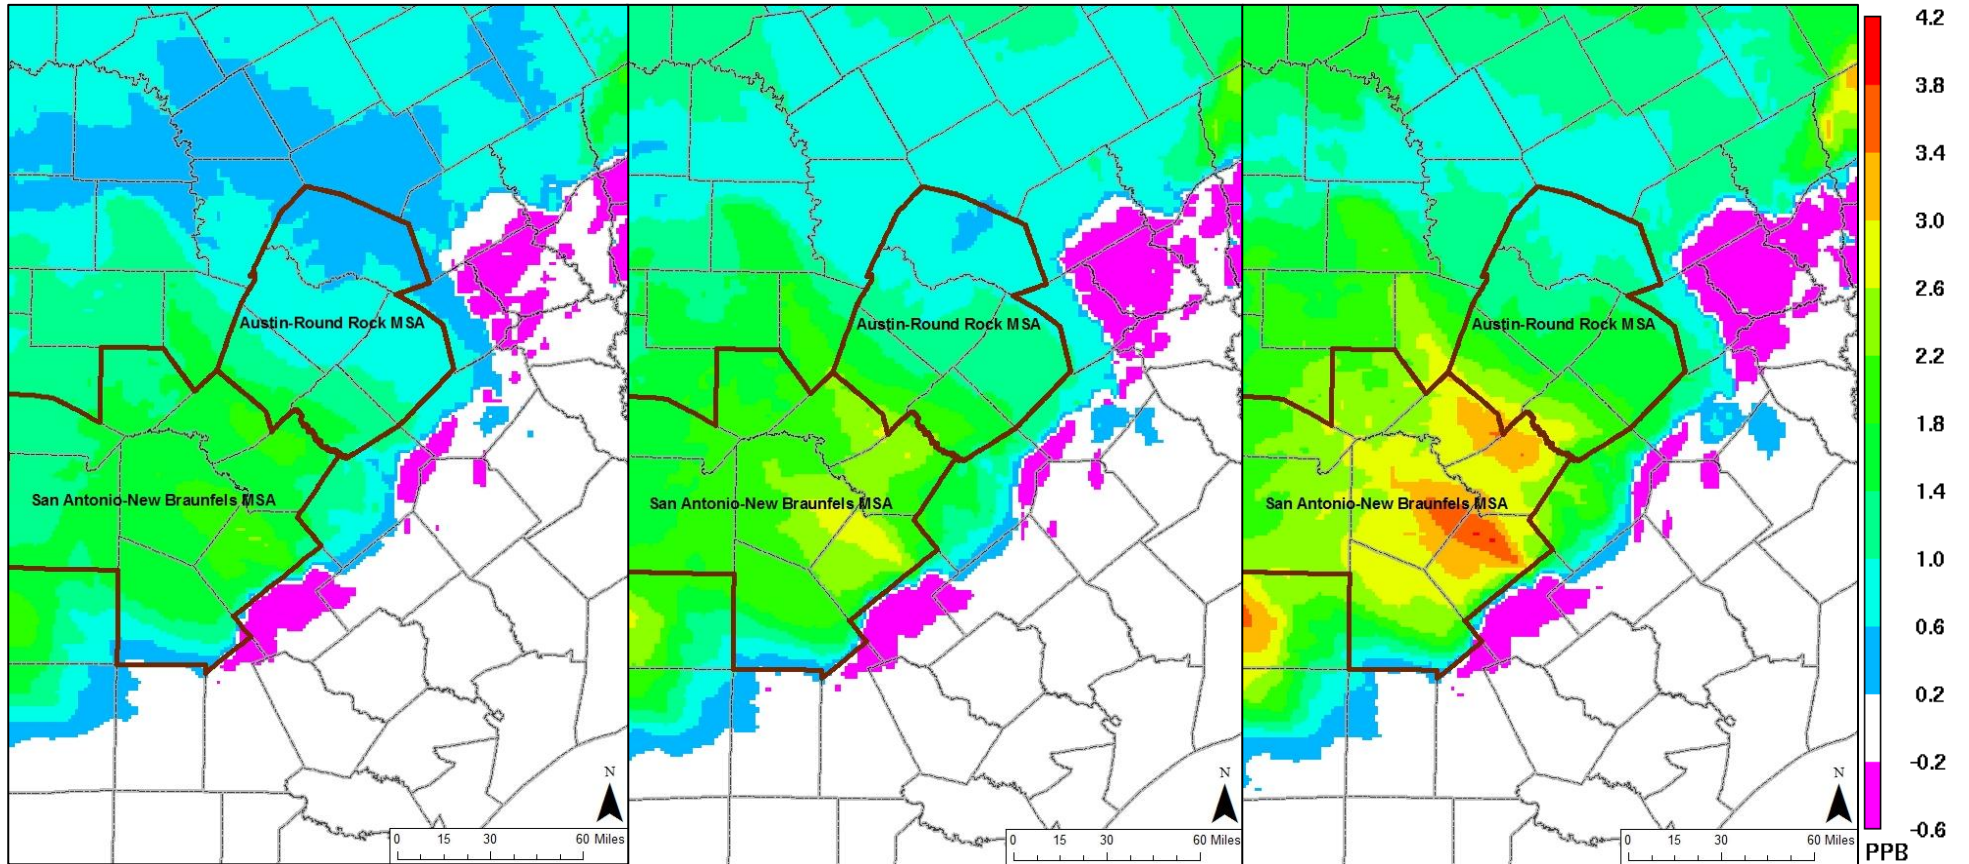 Austin-Round Rock MSA
San Antonio-New Braunfels MSA
N
0 15 30 60 Miles
Austin-Round Rock MSA
San Antonio-New Braunfels MSA
N
0 15 30 60 Miles
Austin-Round Rock MSA
San Antonio-New Braunfels MSA
N
0 15 30 60 Miles
4.2
3.8
3.4
3.0
2.6
2.2
1.8
1.4
1.0
0.6
0.2
-0.2
-0.6
PPB